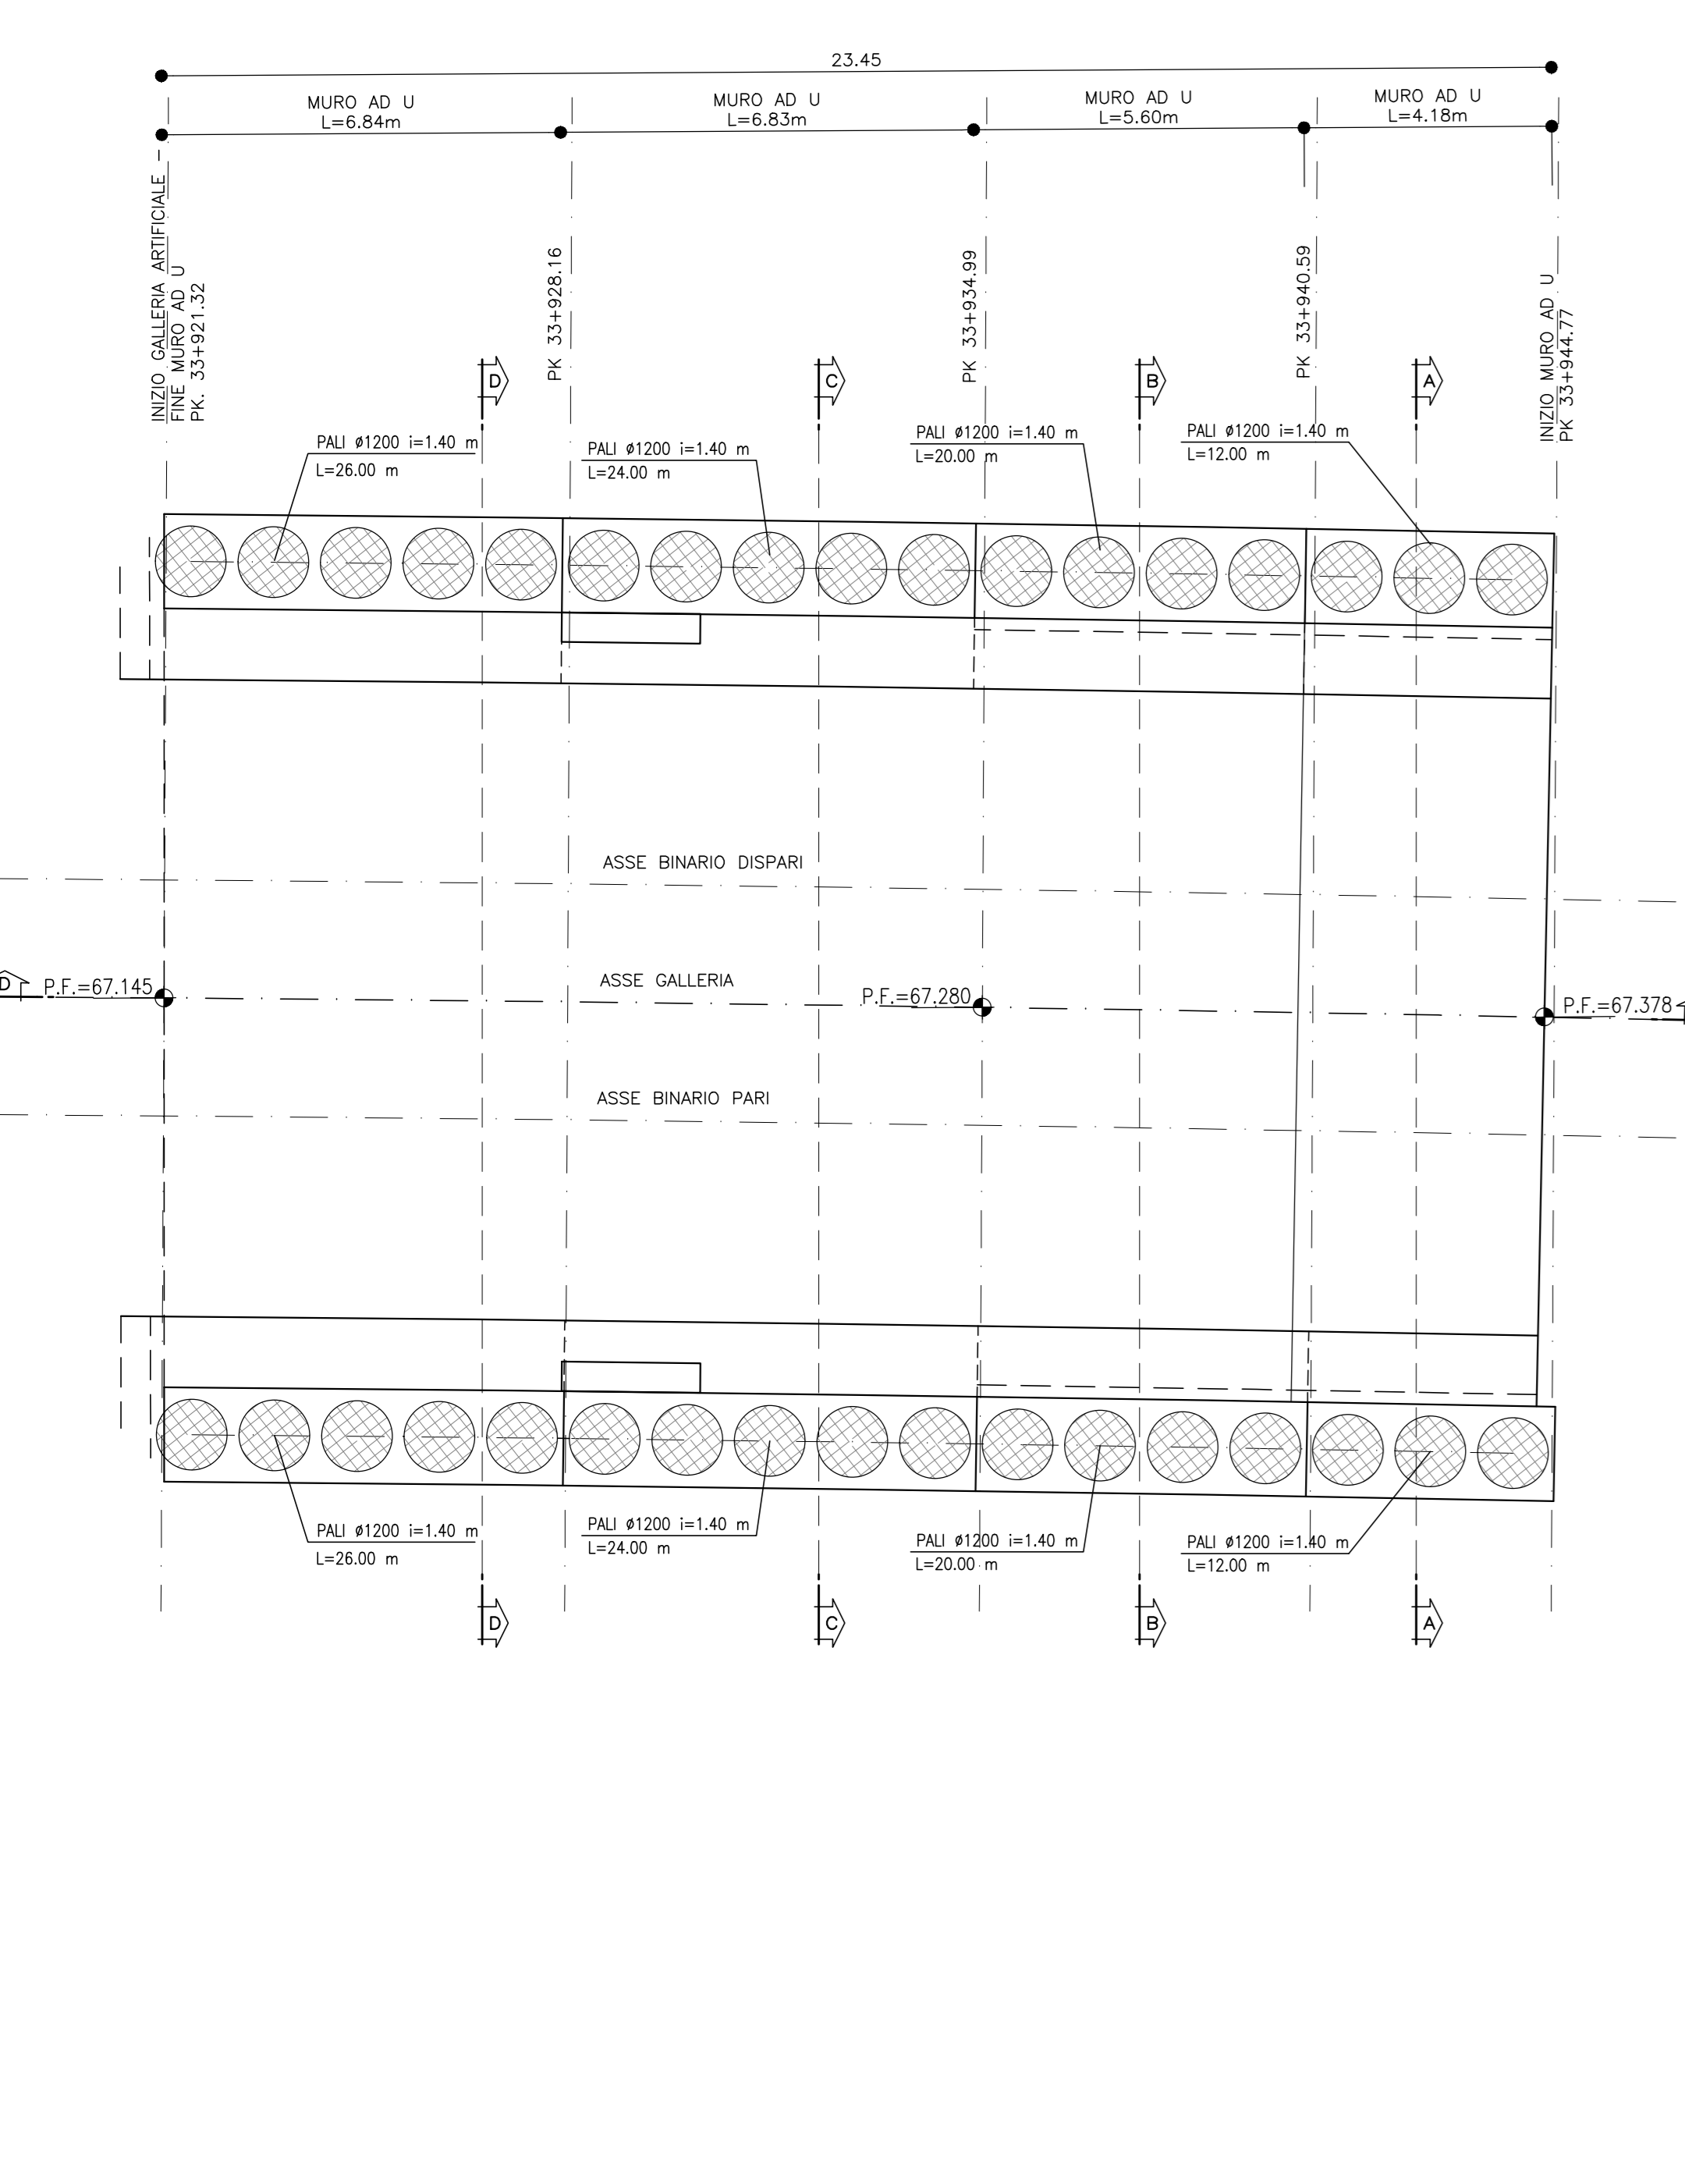 23.45
MURO AD U
L=6.84m
MURO AD U
L=6.83m
MURO AD U
L=5.60m
MURO AD U
L=4.18m
INIZIO GALLERIA ARTIFICIALE
FINE MURO AD U
PK. 33+921.32
PK 33+928.16
PK 33+934.99
PK 33+940.59
INIZIO MURO AD U
PK 33+944.77
D
C
B
A
PALI ø1200 i=1.40 m
L=26.00 m
PALI ø1200 i=1.40 m
L=24.00 m
PALI ø1200 i=1.40 m
L=20.00 m
PALI ø1200 i=1.40 m
L=12.00 m
ASSE BINARIO DISPARI
D
P.F.=67.145
ASSE GALLERIA
P.F.=67.280
P.F.=67.378
ASSE BINARIO PARI
PALI ø1200 i=1.40 m
L=26.00 m
PALI ø1200 i=1.40 m
L=24.00 m
PALI ø1200 i=1.40 m
L=20.00 m
PALI ø1200 i=1.40 m
L=12.00 m
D
C
B
A